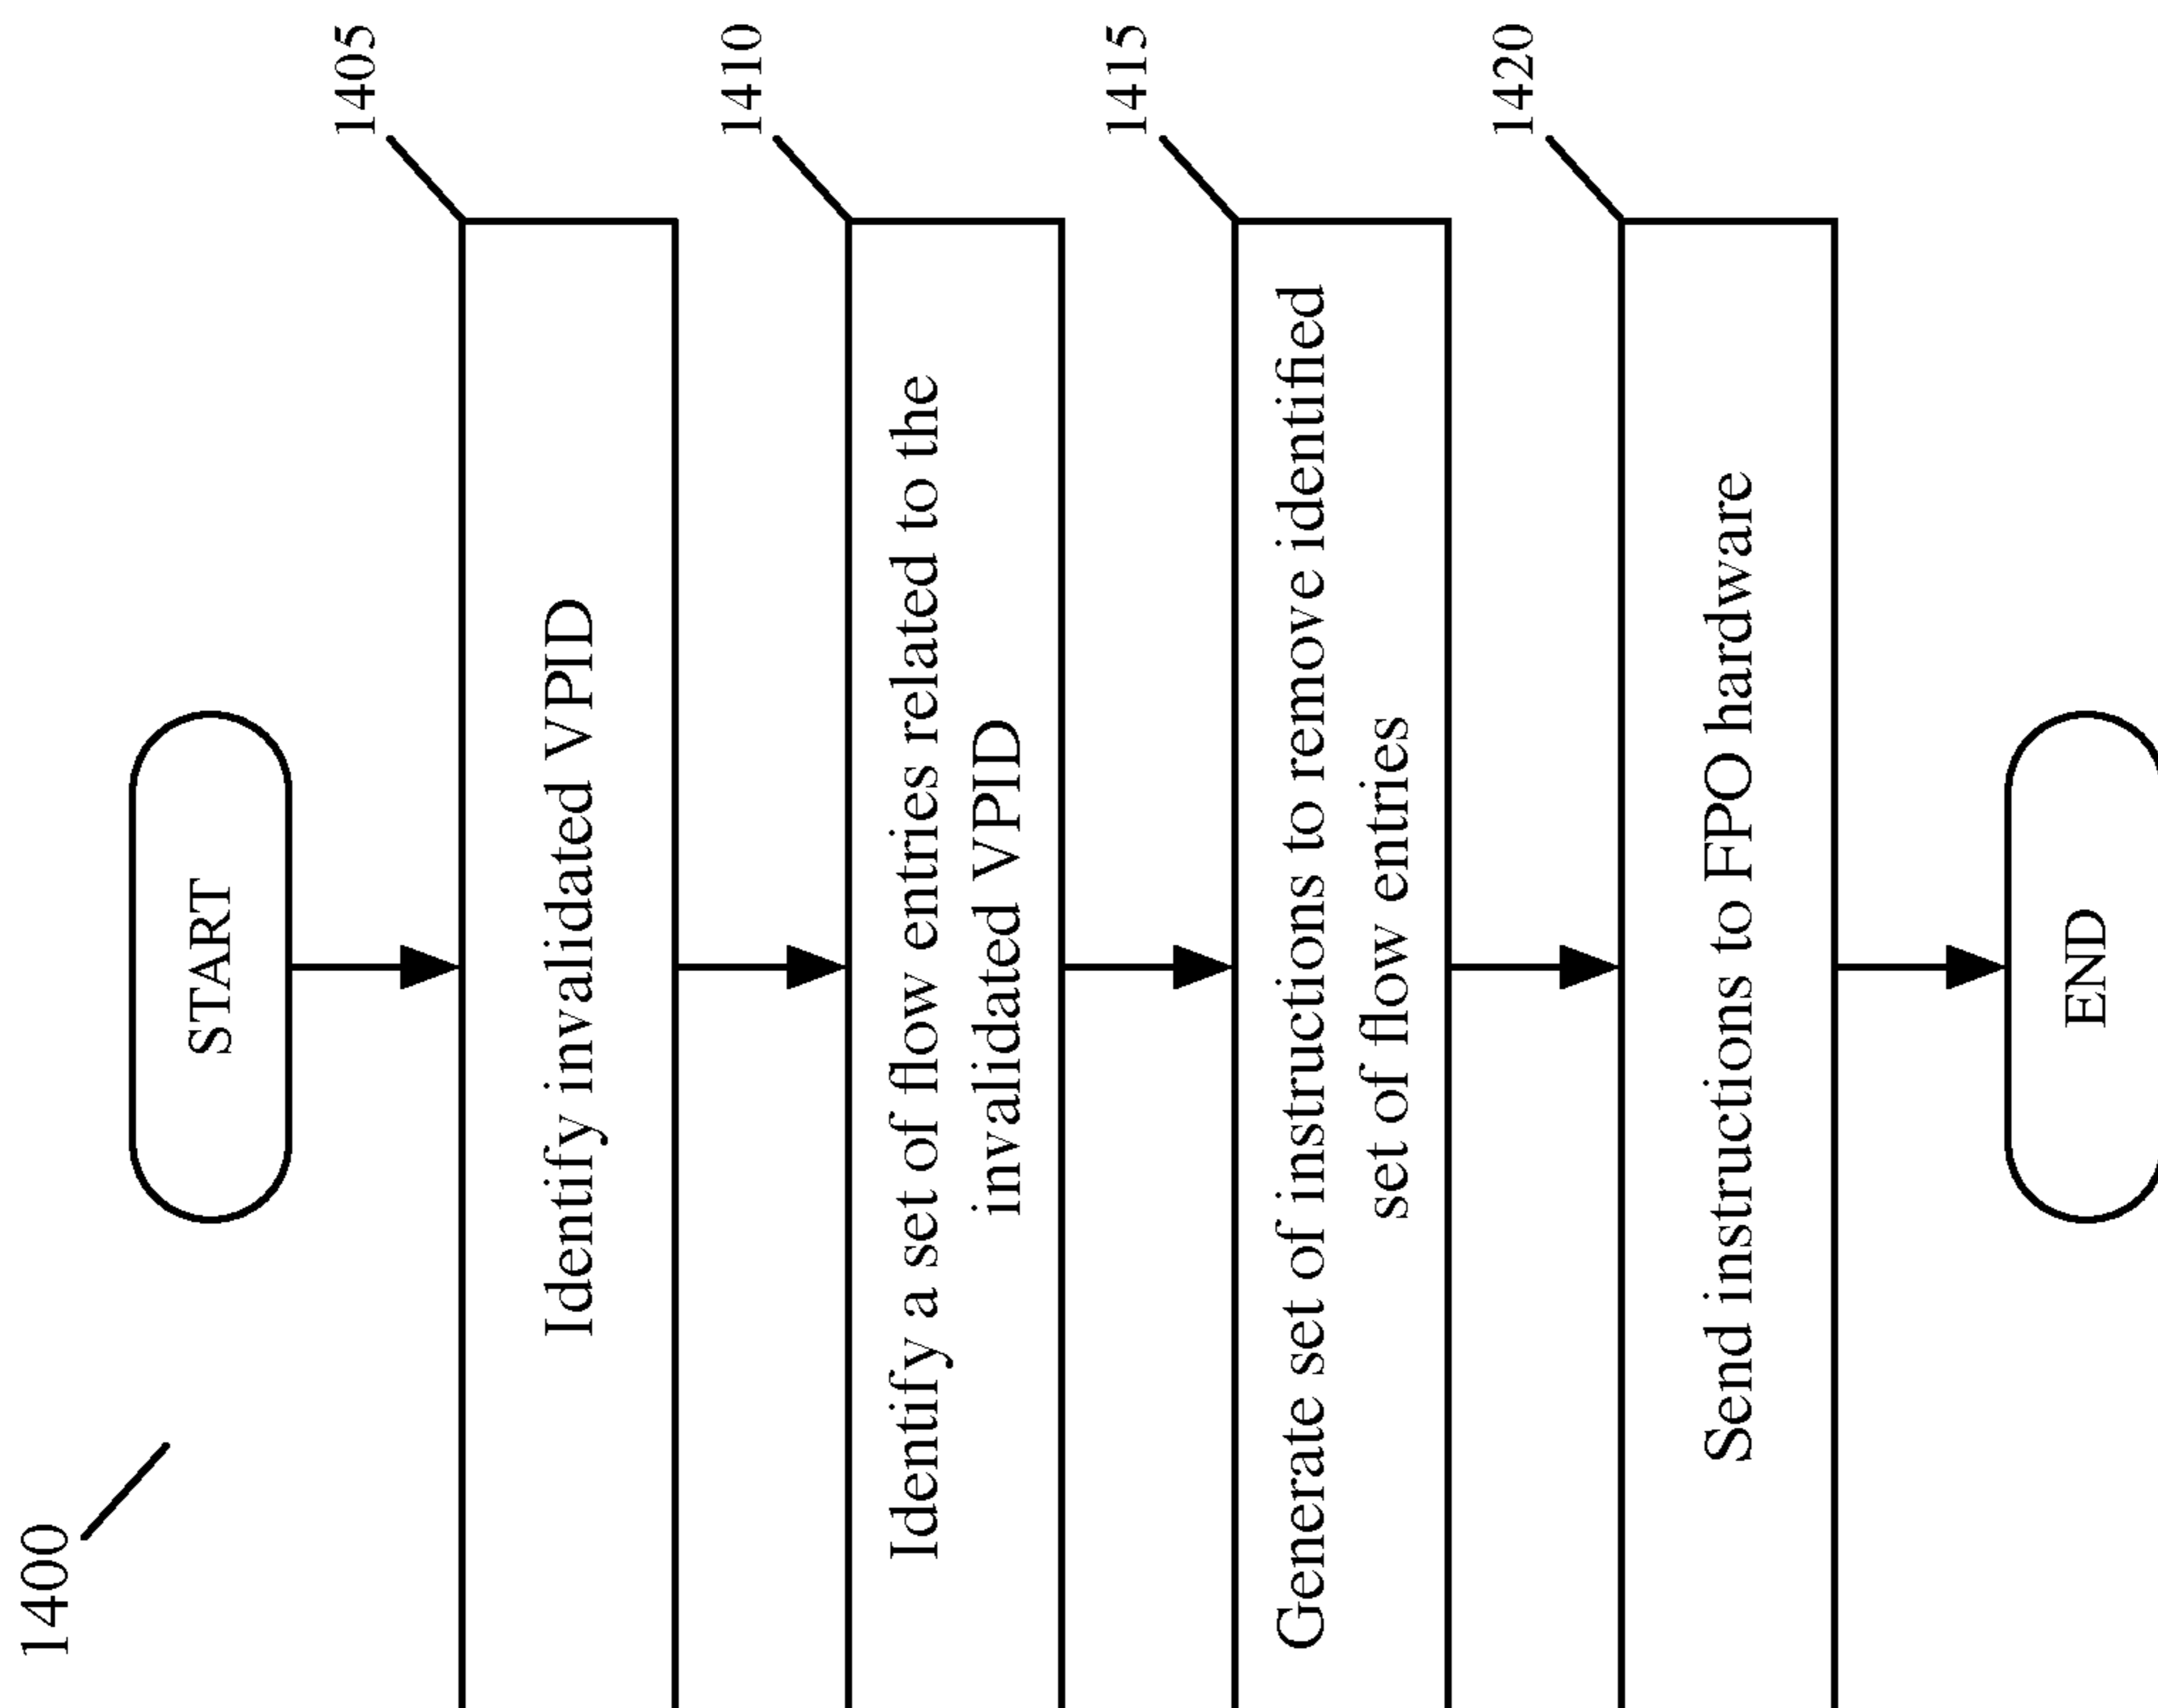 1400
START
1405
Identify invalidated VPID
1410
Identify a set of flow entries related to the
invalidated VPID
1415
Generate set of instructions to remove identified
set of flow entries
1420
Send instructions to FPO hardware
END